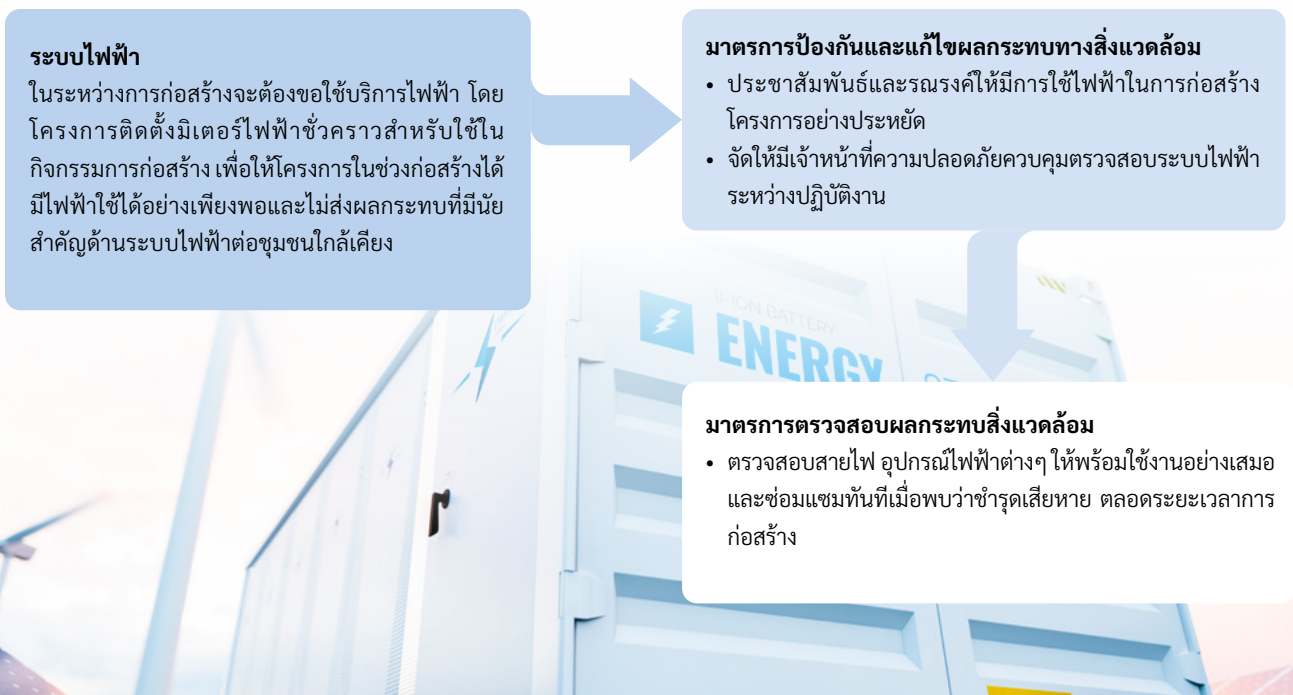 ระบบไฟฟ้า
ในระหว่างการก่อสร้างจะต้องขอใช้บริการไฟฟ้า โดย
โครงการติดตั้งมิเตอร์ไฟฟ้าชั่วคราวสำหรับใช้ใน
กิจกรรมการก่อสร้าง เพื่อให้โครงการในช่วงก่อสร้างได้
มีไฟฟ้าใช้ได้อย่างเพียงพอและไม่ส่งผลกระทบที่มีนัย
สำคัญด้านระบบไฟฟ้าต่อชุมชนใกล้เคียง
มาตรการป้องกันและแก้ไขผลกระทบทางสิ่งแวดล้อม
• ประชาสัมพันธ์และรณรงค์ให้มีการใช้ไฟฟ้าในการก่อสร้าง
โครงการอย่างประหยัด
• จัดให้มีเจ้าหน้าที่ความปลอดภัยควบคุมตรวจสอบระบบไฟฟ้า
ระหว่างปฏิบัติงาน
LI-ION BATTERY
ENERGY
มาตรการตรวจสอบผลกระทบสิ่งแวดล้อม
• ตรวจสอบสายไฟ อุปกรณ์ไฟฟ้าต่างๆ ให้พร้อมใช้งานอย่างเสมอ
และซ่อมแซมทันทีเมื่อพบว่าชำรุดเสียหาย ตลอดระยะเวลาการ
ก่อสร้าง